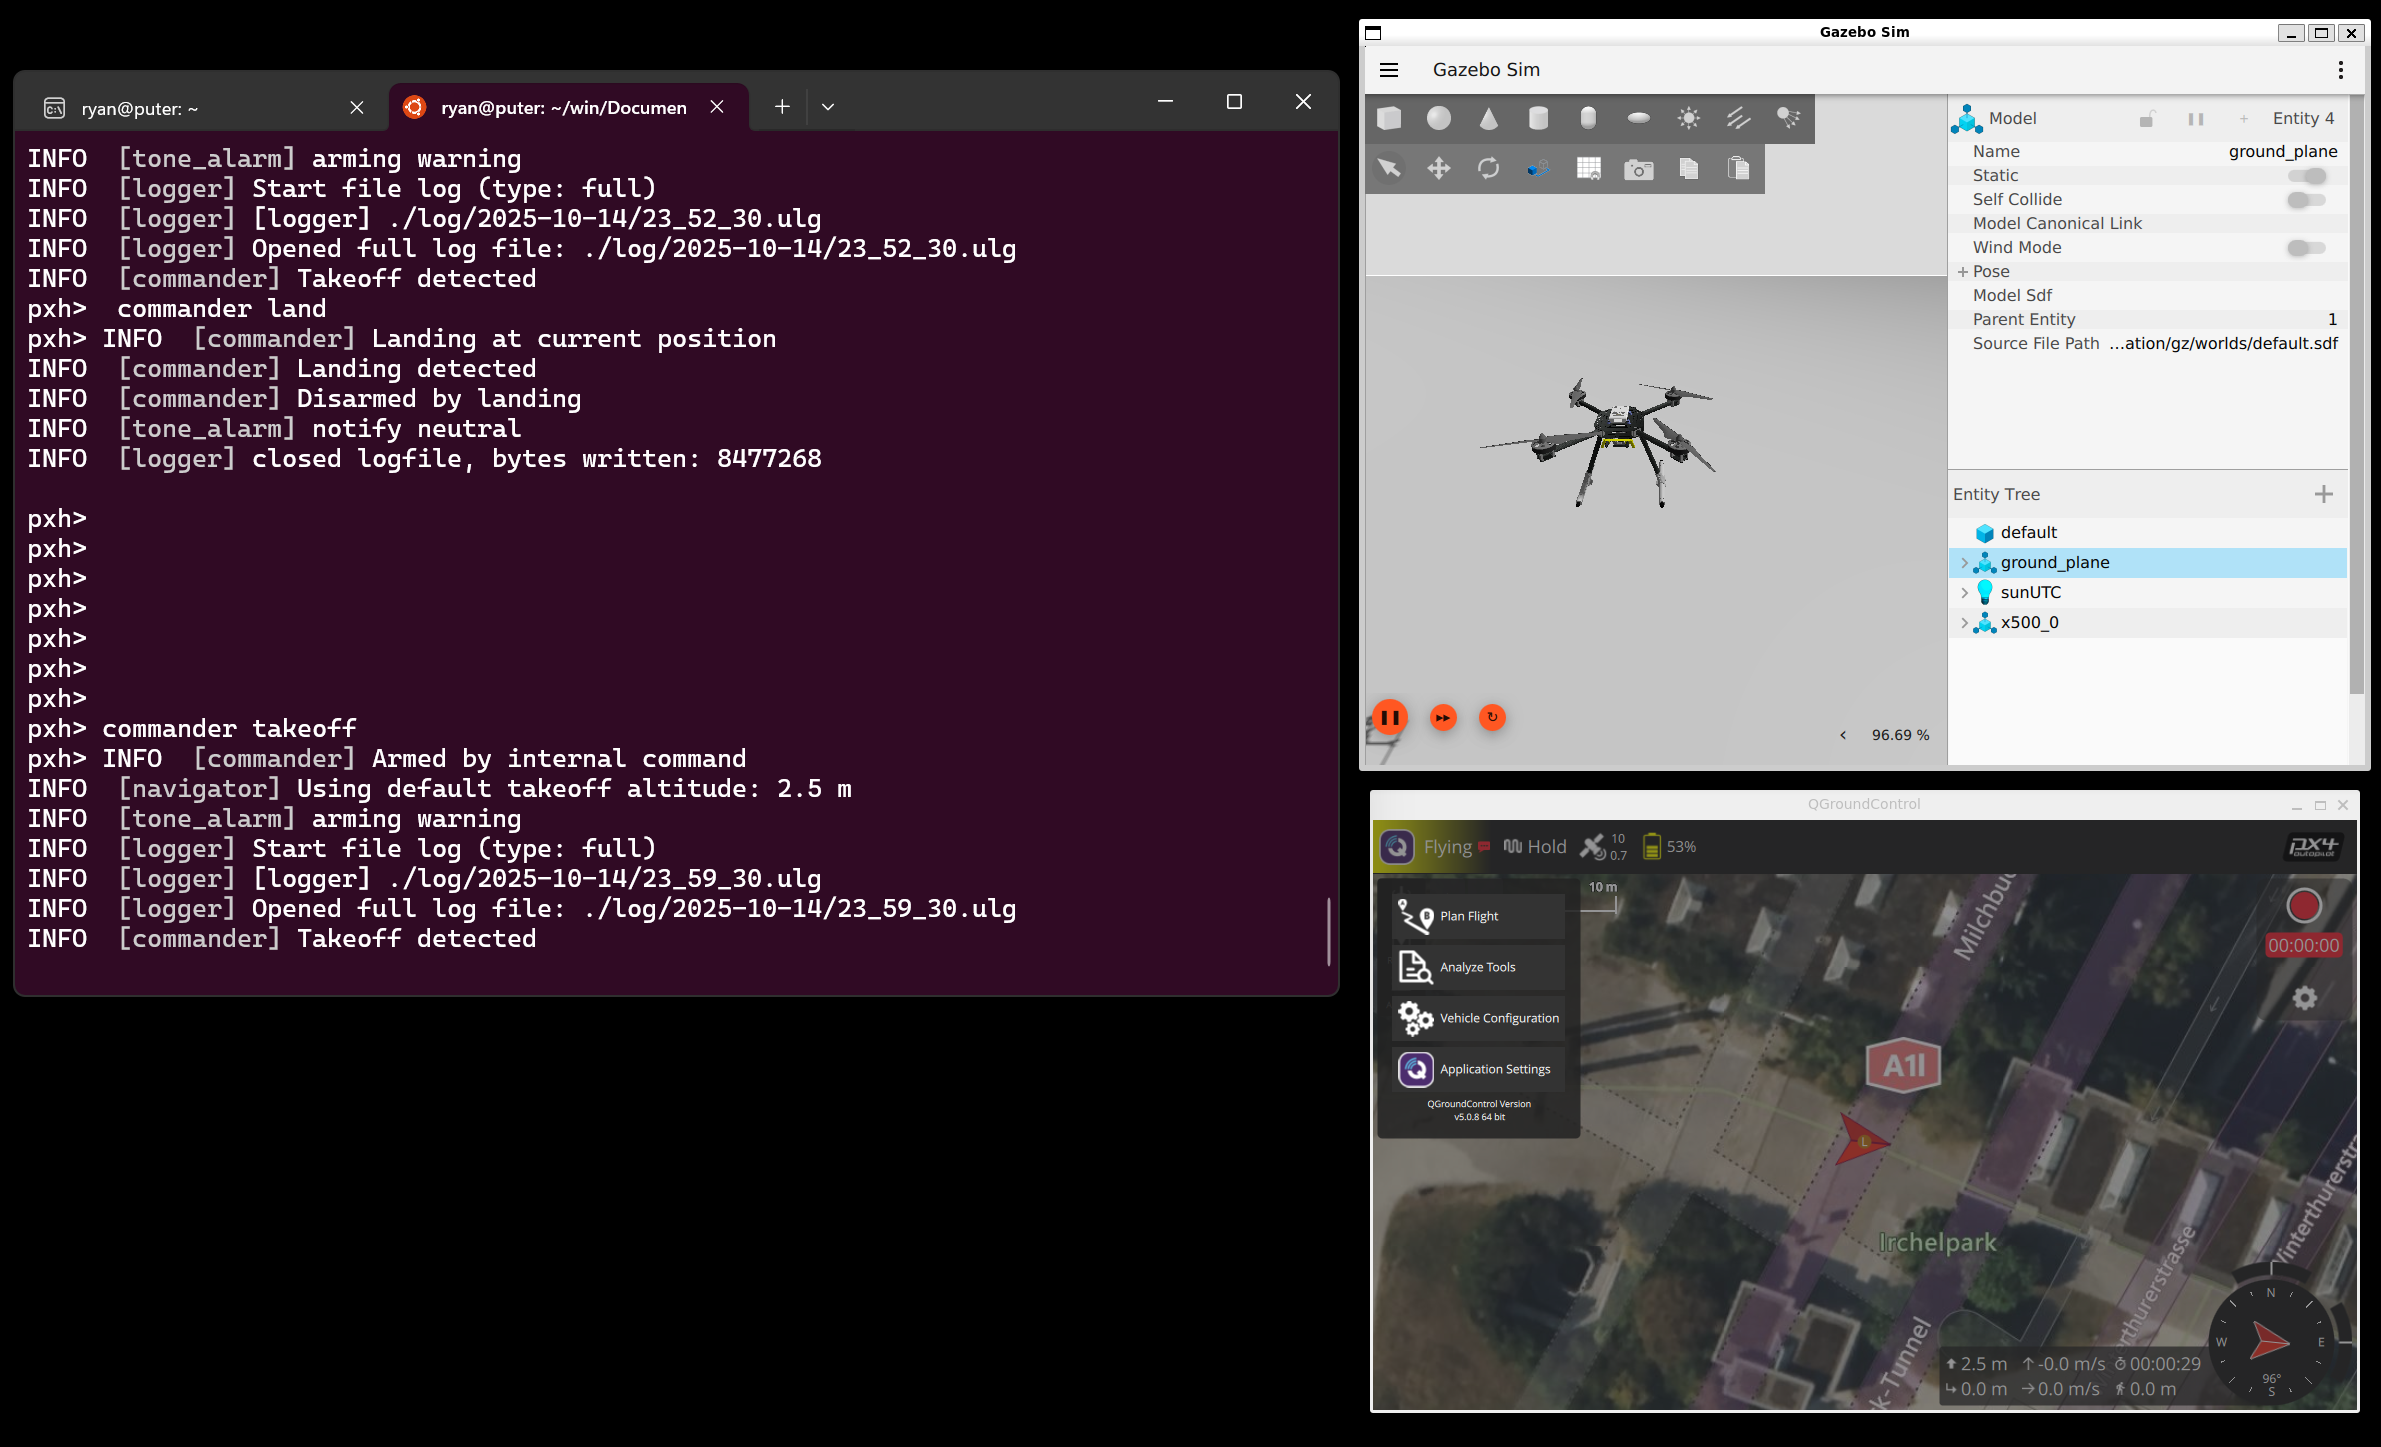 ryan@puter: ~
ryan@puter: ~/win/Documen
INFO  [tone_alarm] arming warning
INFO  [logger] Start file log (type: full)
INFO  [logger] [logger] ./log/2025-10-14/23_52_30.ulg
INFO  [logger] Opened full log file: ./log/2025-10-14/23_52_30.ulg
INFO  [commander] Takeoff detected
pxh>  commander land
pxh> INFO  [commander] Landing at current position
INFO  [commander] Landing detected
INFO  [commander] Disarmed by landing
INFO  [tone_alarm] notify neutral
INFO  [logger] closed logfile, bytes written: 8477268
pxh>
pxh>
pxh>
pxh>
pxh>
pxh>
pxh>
pxh> commander takeoff
pxh> INFO  [commander] Armed by internal command
INFO  [navigator] Using default takeoff altitude: 2.5 m
INFO  [tone_alarm] arming warning
INFO  [logger] Start file log (type: full)
INFO  [logger] [logger] ./log/2025-10-14/23_59_30.ulg
INFO  [logger] Opened full log file: ./log/2025-10-14/23_59_30.ulg
INFO  [commander] Takeoff detected
Gazebo Sim
Gazebo Sim
Model
Entity 4
Name ground_plane
Static
Self Collide
Model Canonical Link
Wind Mode
+ Pose
Model Sdf
Parent Entity 1
Source File Path ...ation/gz/worlds/default.sdf
Entity Tree
default
ground_plane
sunUTC
x500_0
96.69 %
QGroundControl
Flying
Hold
10
0.7
53%
PX4
autopilot
10 m
Plan Flight
Analyze Tools
Vehicle Configuration
Application Settings
QGroundControl Version
v5.0.8 64 bit
00:00:00
Milchbuc
A1l
L
Irchelpark
k-Tunnel
erthurerstrasse
Vinterthurerstra
N
W
E
96°
S
2.5 m
-0.0 m/s
00:00:29
0.0 m
0.0 m/s
0.0 m